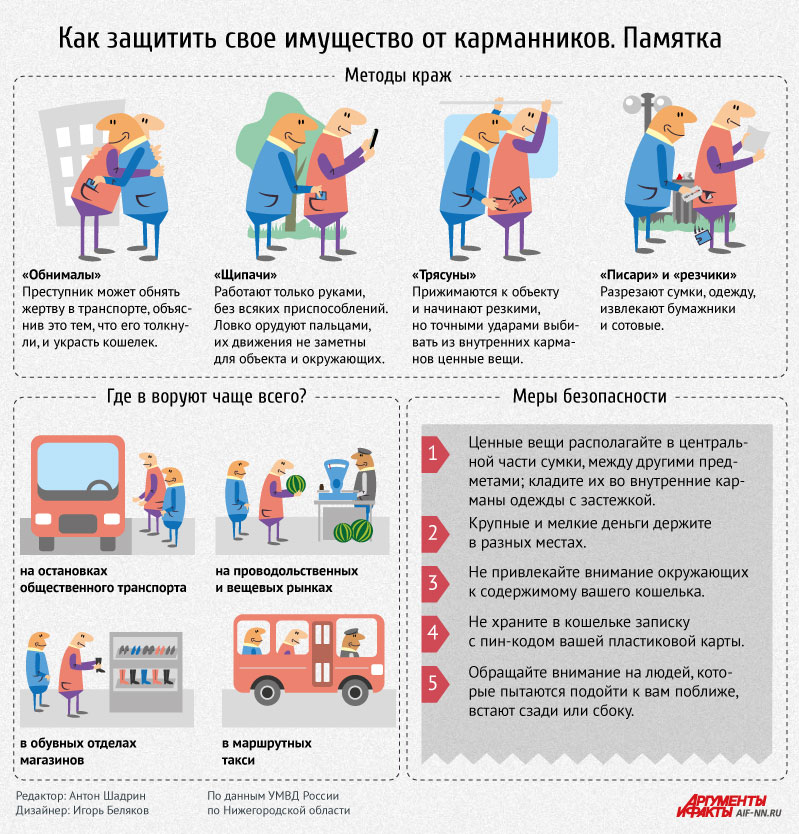 Как защитить свое имущество от карманников. Памятка
Методы краж
«Обнималы»
Преступник может обнять
жертву в транспорте, объяс-
нив это тем, что его толкну-
ли, и украсть кошелек.
«Щипачи»
Работают только руками,
без всяких приспособлений.
Ловко орудуют пальцами,
их движения не заметны
для объекта и окружающих.
«Трясуны»
Прижимаются к объекту
и начинают резкими,
но точными ударами выби-
вать из внутренних карма-
нов ценные вещи.
«Писари» и «резчики»
Разрезают сумки, одежду,
извлекают бумажники
и сотовые.
Где в воруют чаще всего?
на остановках
общественного транспорта
на проводольственных
и вещевых рынках
в обувных отделах
магазинов
в маршрутных
такси
Меры безопасности
1
Ценные вещи располагайте в централь-
ной части сумки, между другими пред-
метами; кладите их во внутренние кар-
маны одежды с застежкой.
2
Крупные и мелкие деньги держите
в разных местах.
3
Не привлекайте внимание окружающих
к содержимому вашего кошелька.
4
Не храните в кошельке записку
с пин-кодом вашей пластиковой карты.
5
Обращайте внимание на людей, кото-
рые пытаются подойти к вам поближе,
встают сзади или сбоку.
Редактор: Антон Шадрин
Дизайнер: Игорь Беляков
По данным УМВД России
по Нижегородской области
АРГУМЕНТЫ
И ФАКТЫ AIF-NN.RU